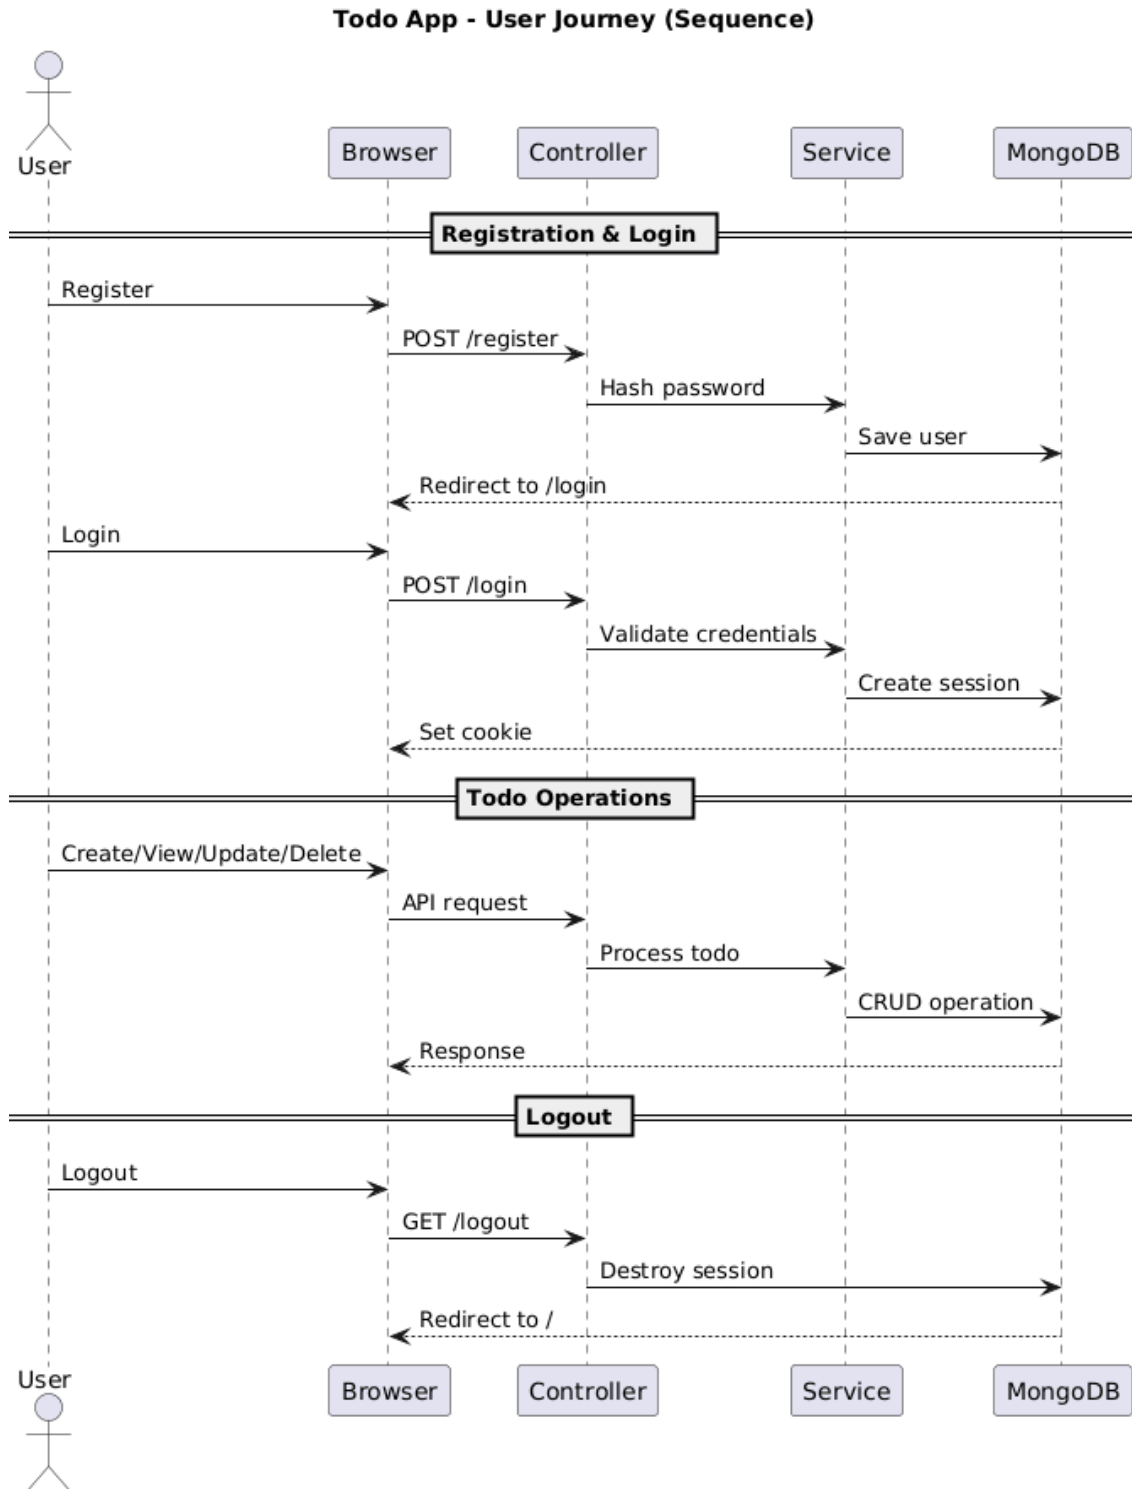 Todo App - User Journey (Sequence)
User
Browser
Controller
Service
MongoDB
Registration & Login
Register
POST /register
Hash password
Save user
Redirect to /login
Login
POST /login
Validate credentials
Create session
Set cookie
Todo Operations
Create/View/Update/Delete
API request
Process todo
CRUD operation
Response
Logout
Logout
GET /logout
Destroy session
Redirect to /
User
Browser
Controller
Service
MongoDB